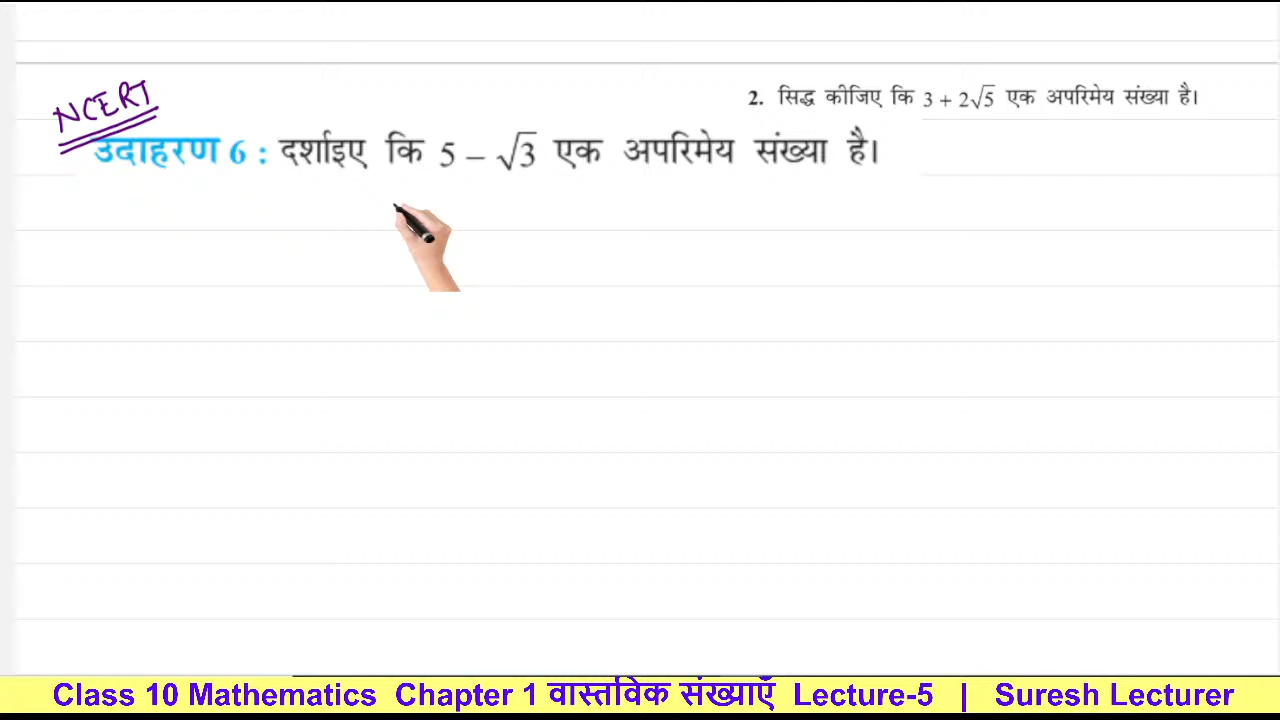 2. सिद्ध कीजिए कि 3 + 2√5 एक अपरिमेय संख्या है।
NCERT
उदाहरण 6 : दर्शाइए कि 5 – √3 एक अपरिमेय संख्या है।
Class 10 Mathematics Chapter 1 वास्तविक संख्याएँ Lecture-5 | Suresh Lecturer